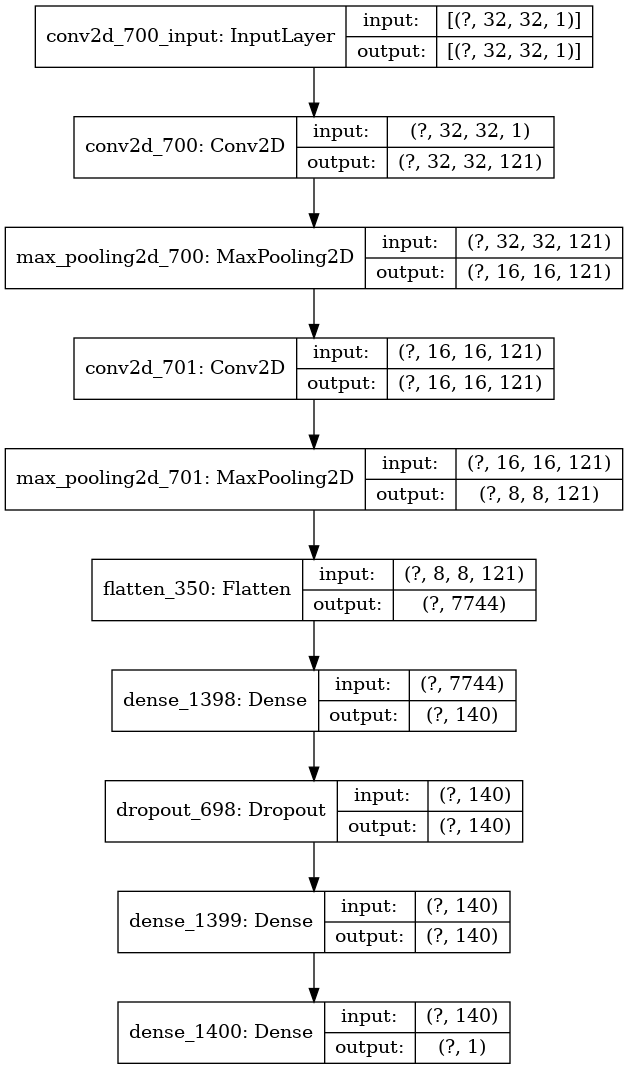 conv2d_700_input: InputLayer
input: [(?, 32, 32, 1)]
output: [(?, 32, 32, 1)]
conv2d_700: Conv2D
input: (?, 32, 32, 1)
output: (?, 32, 32, 121)
max_pooling2d_700: MaxPooling2D
input: (?, 32, 32, 121)
output: (?, 16, 16, 121)
conv2d_701: Conv2D
input: (?, 16, 16, 121)
output: (?, 16, 16, 121)
max_pooling2d_701: MaxPooling2D
input: (?, 16, 16, 121)
output: (?, 8, 8, 121)
flatten_350: Flatten
input: (?, 8, 8, 121)
output: (?, 7744)
dense_1398: Dense
input: (?, 7744)
output: (?, 140)
dropout_698: Dropout
input: (?, 140)
output: (?, 140)
dense_1399: Dense
input: (?, 140)
output: (?, 140)
dense_1400: Dense
input: (?, 140)
output: (?, 1)